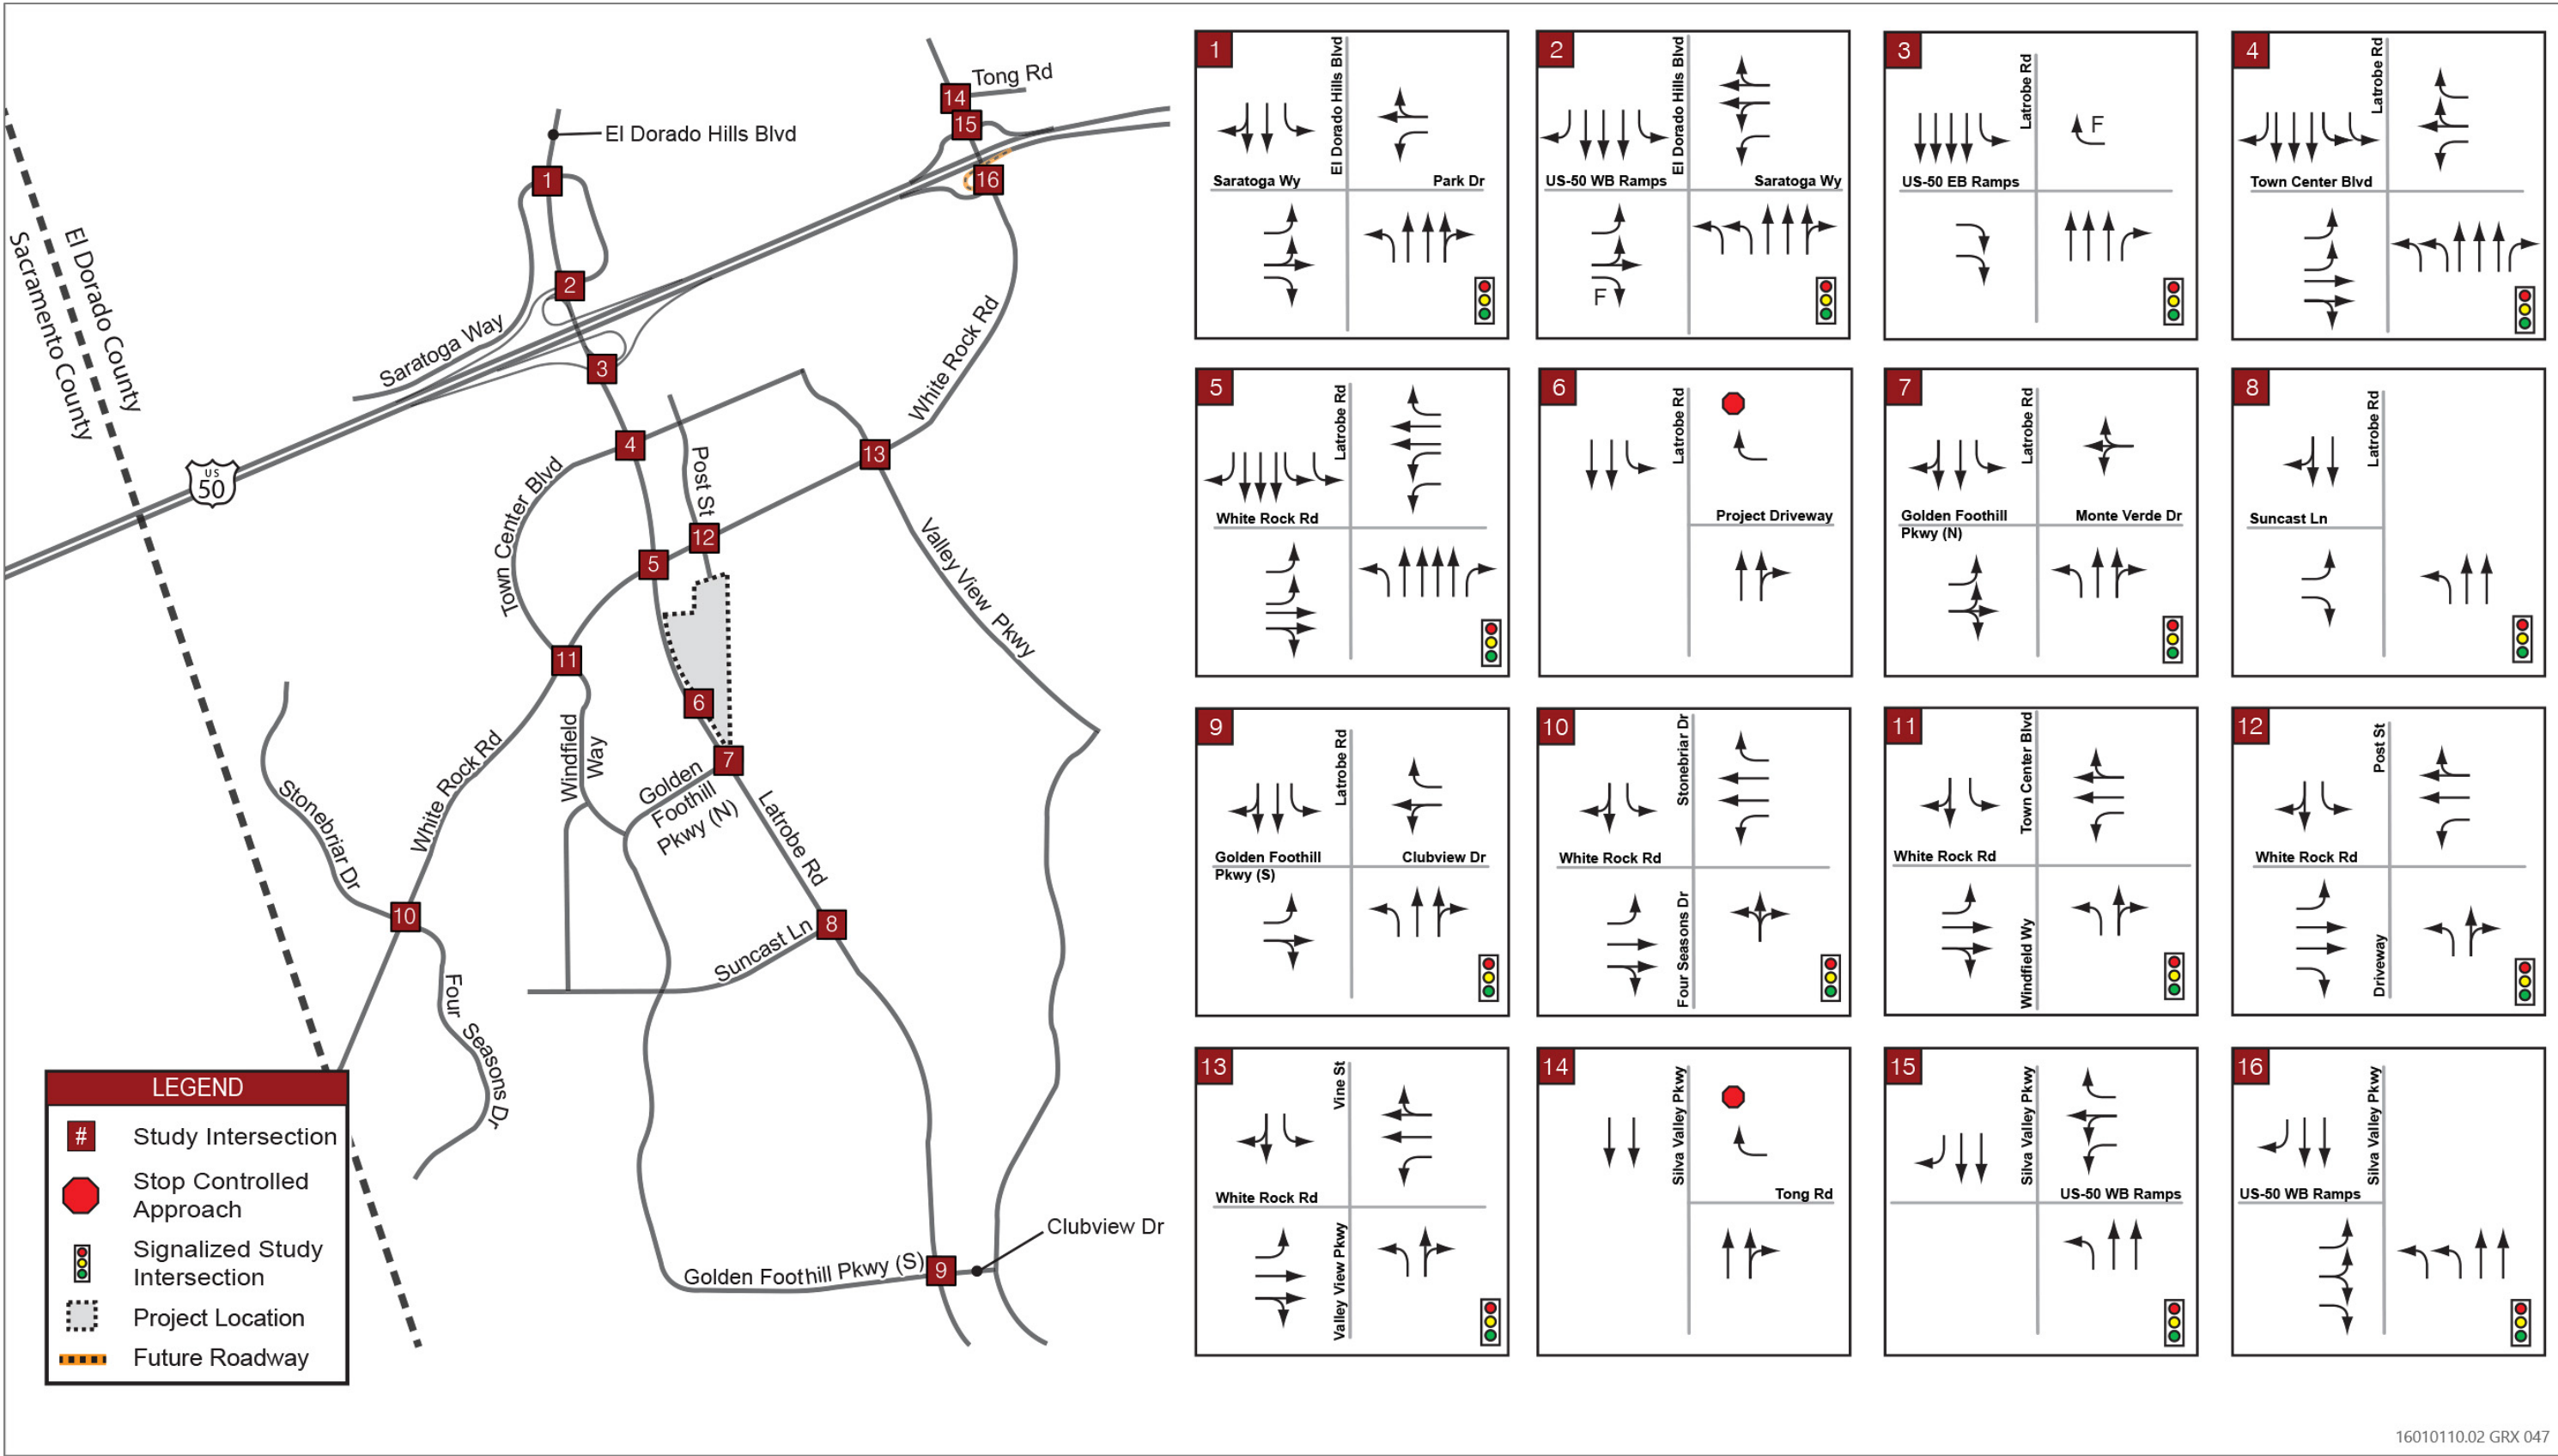 Tong Rd
14
15
16
El Dorado Hills Blvd
1
2
3
El Dorado County
Sacramento County
Saratoga Way
White Rock Rd
US
50
4
Post St
13
Town Center Blvd
12
5
Valley View Pkwy
11
6
7
Windfield
Way
Golden
Foothill
Pkwy (N)
White Rock Rd
Latrobe Rd
Stonebriar Dr
10
8
Suncast Ln
Four Seasons Dr
Clubview Dr
Golden Foothill Pkwy (S)
9
LEGEND
# Study Intersection
Stop Controlled
Approach
Signalized Study
Intersection
Project Location
Future Roadway
1
El Dorado Hills Blvd
Saratoga Wy
Park Dr
2
El Dorado Hills Blvd
US-50 WB Ramps
Saratoga Wy
F
3
Latrobe Rd
F
US-50 EB Ramps
4
Latrobe Rd
Town Center Blvd
5
Latrobe Rd
White Rock Rd
6
Latrobe Rd
Project Driveway
7
Latrobe Rd
Golden Foothill
Pkwy (N)
Monte Verde Dr
8
Latrobe Rd
Suncast Ln
9
Latrobe Rd
Golden Foothill
Pkwy (S)
Clubview Dr
10
Stonebriar Dr
White Rock Rd
Four Seasons Dr
11
Town Center Blvd
White Rock Rd
Windfield Wy
12
Post St
White Rock Rd
Driveway
13
Vine St
White Rock Rd
Valley View Pkwy
14
Silva Valley Pkwy
Tong Rd
15
Silva Valley Pkwy
US-50 WB Ramps
16
Silva Valley Pkwy
US-50 WB Ramps
16010110.02 GRX 047